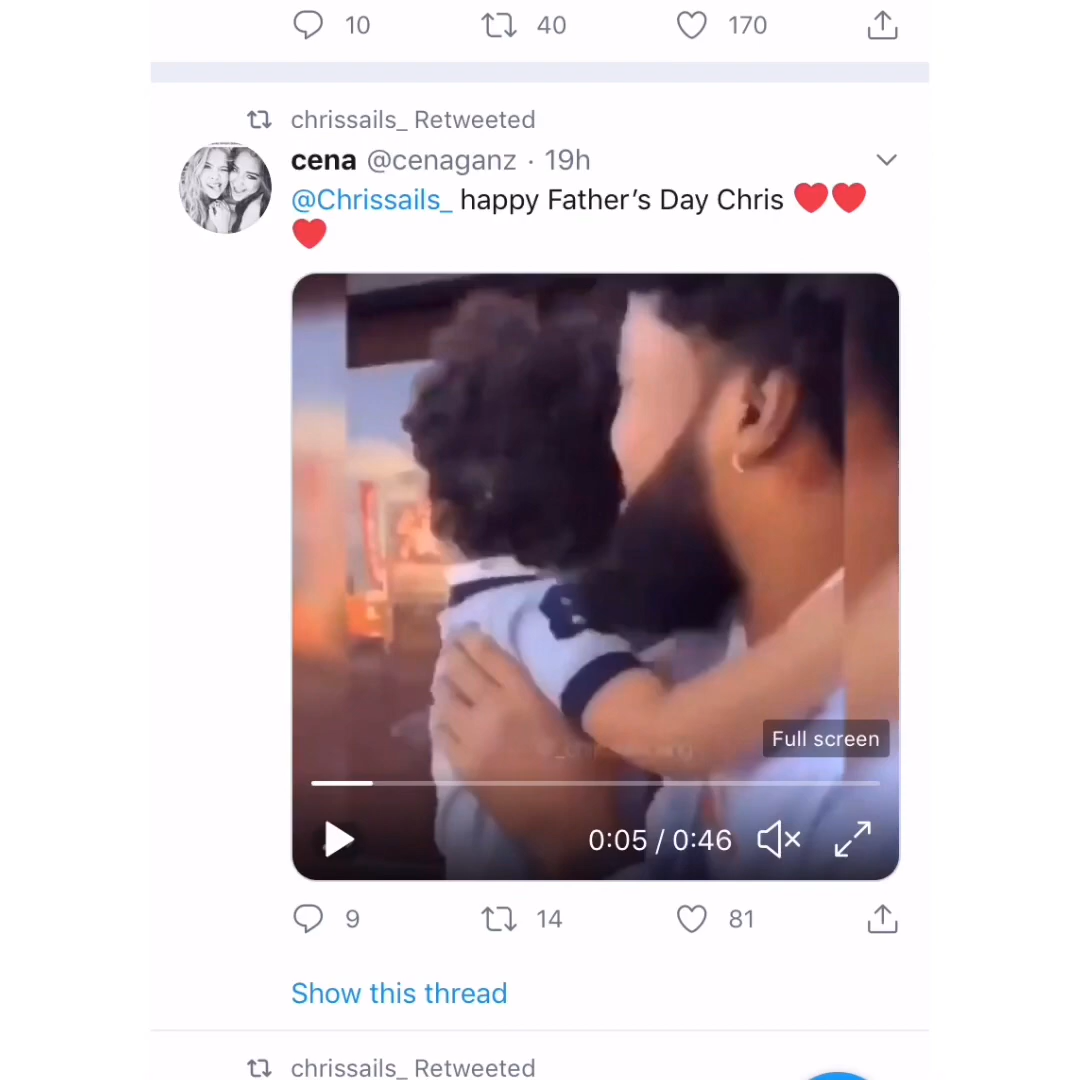 10 40 170
chrissails_ Retweeted
cena @cenaganz · 19h
@Chrissails_ happy Father's Day Chris ❤️❤️
❤️
Full screen
0:05 / 0:46
9 14 81
Show this thread
chrissails_ Retweeted